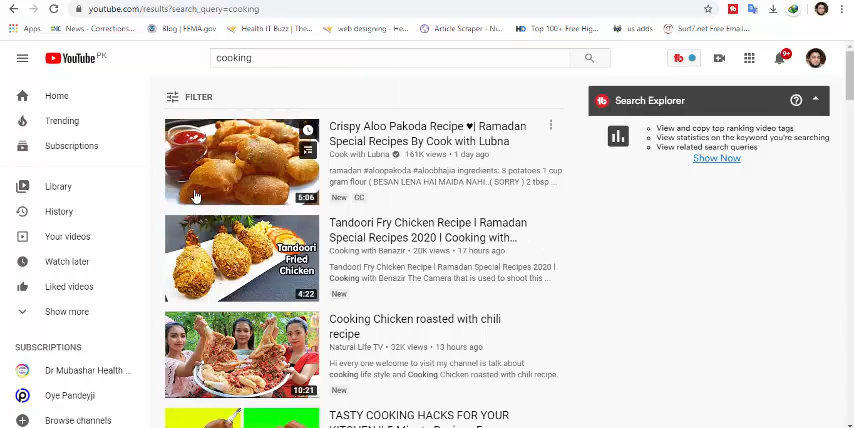 youtube.com/results?search_query=cooking
Apps
News - Corrections...
Blog | FEMA.gov
Health IT Buzz | The...
web designing - He...
Article Scraper - Ni...
Top 100+ Free Hig...
us adds
Surf7.net Free Email...
YouTube PK
cooking
9+
Home
Trending
Subscriptions
Library
History
Your videos
Watch later
Liked videos
Show more
SUBSCRIPTIONS
Dr Mubashar Health ...
Oye Pandeyji
Browse channels
FILTER
5:06
Crispy Aloo Pakoda Recipe ♥| Ramadan
Special Recipes By Cook with Lubna
Cook with Lubna • 161K views • 1 day ago
ramadan #aloopakoda #aloobhajia ingredients: 3 potatoes 1 cup
gram flour ( BESAN LENA HAI MAIDA NAHI..( SORRY ) 2 tbsp ...
New CC
Tandoori
Fried
Chicken
4:22
Tandoori Fry Chicken Recipe l Ramadan
Special Recipes 2020 l Cooking with...
Cooking with Benazir • 20K views • 17 hours ago
Tandoori Fry Chicken Recipe l Ramadan Special Recipes 2020 l
Cooking with Benazir The Camera that is used to shoot this ...
New
10:21
Cooking Chicken roasted with chili
recipe
Natural Life TV • 32K views • 13 hours ago
Hi every one welcome to visit my channel is talk about
cooking life style and Cooking Chicken roasted with chili recipe.
New
TASTY COOKING HACKS FOR YOUR
Search Explorer
View and copy top ranking video tags
View statistics on the keyword you're searching
View related search queries
Show Now